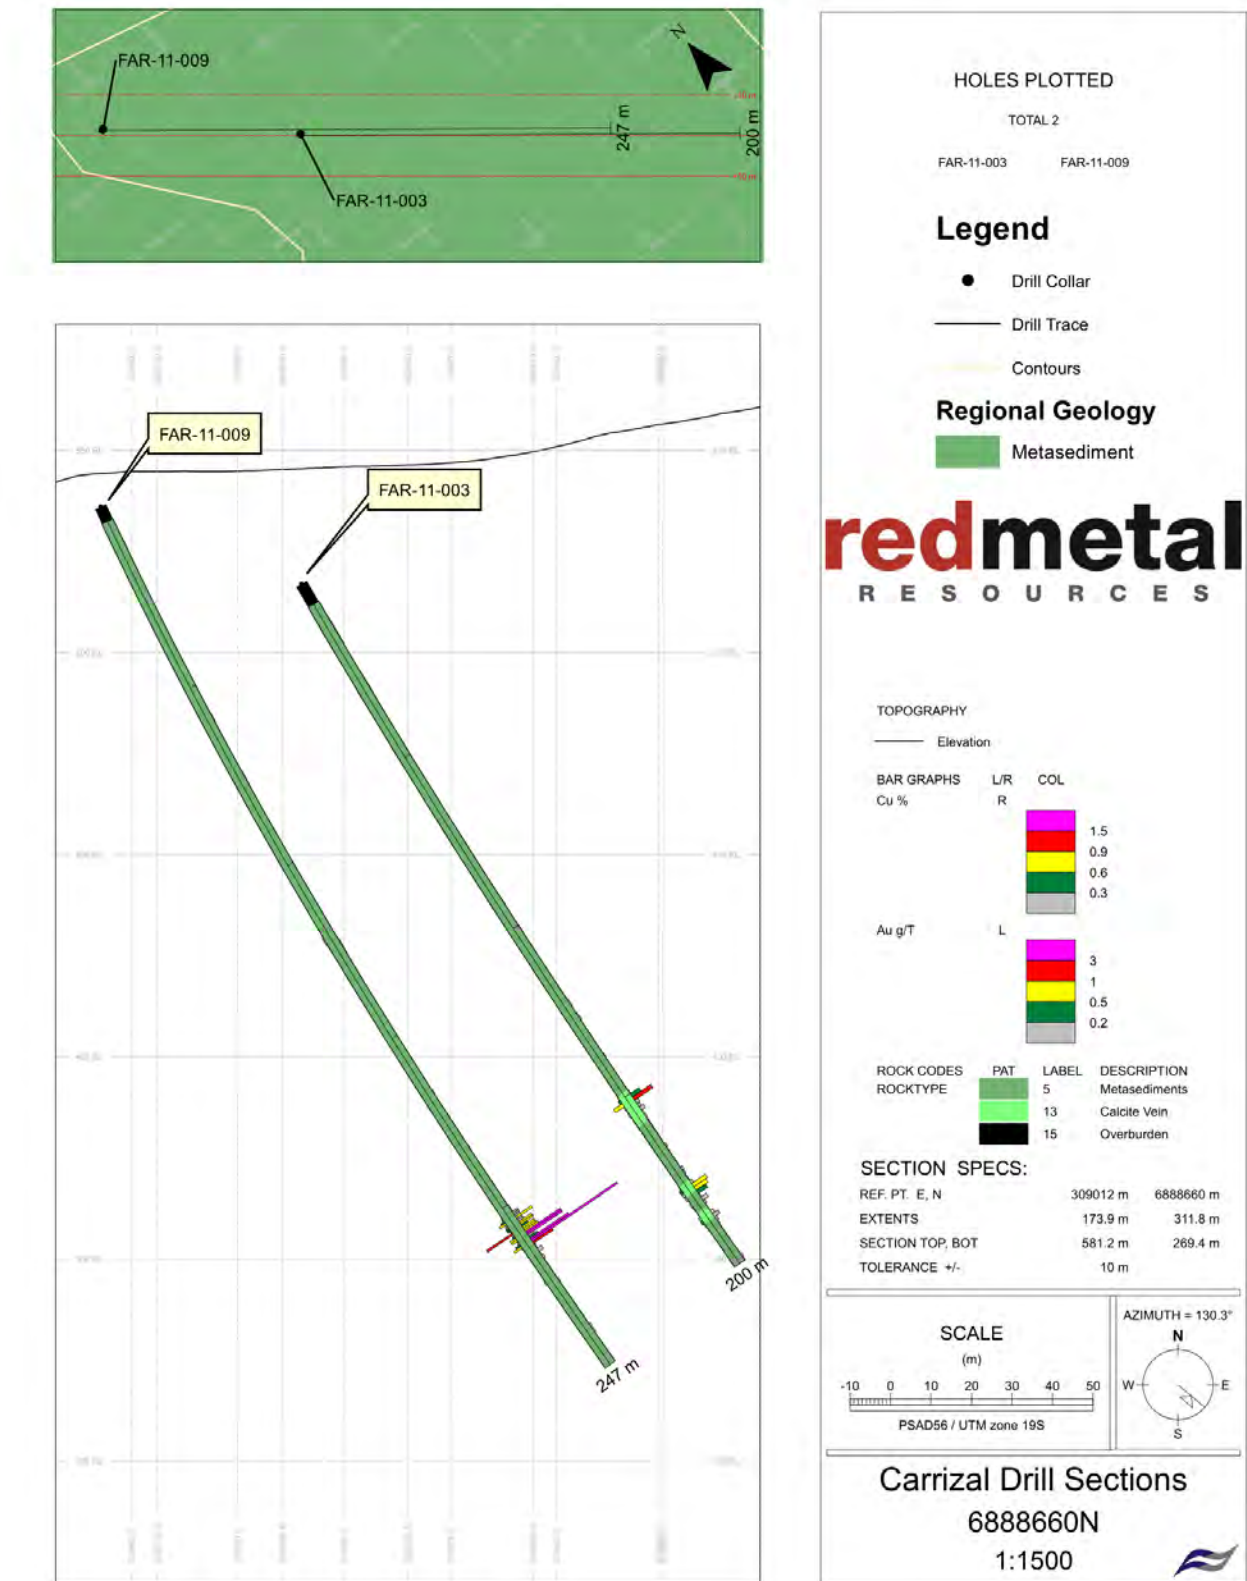 N
FAR-11-009
247 m
200 m
FAR-11-003
FAR-11-009
FAR-11-003
200 m
247 m
HOLES PLOTTED
TOTAL 2
FAR-11-003 FAR-11-009
Legend
Drill Collar
Drill Trace
Contours
Regional Geology
Metasediment
redmetal
RESOURCES
TOPOGRAPHY
Elevation
BAR GRAPHS L/R COL
Cu % R
1.5
0.9
0.6
0.3
Au g/T L
3
1
0.5
0.2
ROCK CODES PAT LABEL DESCRIPTION
ROCKTYPE 5 Metasediments
13 Calcite Vein
15 Overburden
SECTION SPECS:
REF. PT. E, N 309012 m 6888660 m
EXTENTS 173.9 m 311.8 m
SECTION TOP, BOT 581.2 m 269.4 m
TOLERANCE +/- 10 m
SCALE
(m)
-10 0 10 20 30 40 50
PSAD56 / UTM zone 19S
AZIMUTH = 130.3°
N
W E
S
Carrizal Drill Sections
6888660N
1:1500